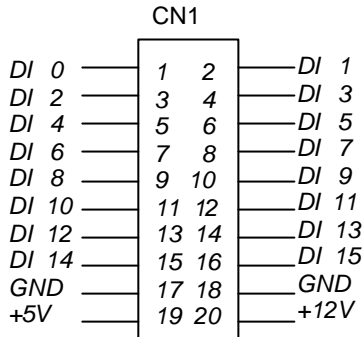 CN1
DI 0 1 2 DI 1
DI 2 3 4 DI 3
DI 4 5 6 DI 5
DI 6 7 8 DI 7
DI 8 9 10 DI 9
DI 10 11 12 DI 11
DI 12 13 14 DI 13
DI 14 15 16 DI 15
GND 17 18 GND
+5V 19 20 +12V